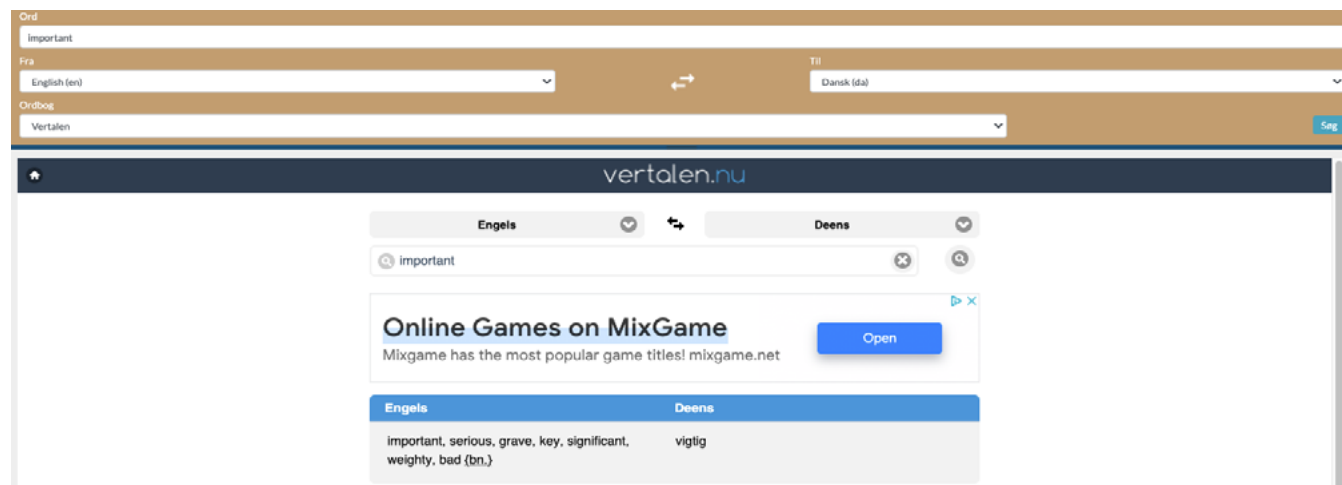 Ord
important
Fra
Til
English (en)
Dansk (da)
Ordbog
Vertalen
Søg
vertalen.nu
Engels
Deens
important
Online Games on MixGame
Open
Mixgame has the most popular game titles! mixgame.net
Engels
Deens
important, serious, grave, key, significant,
vigtig
weighty, bad {bn.}